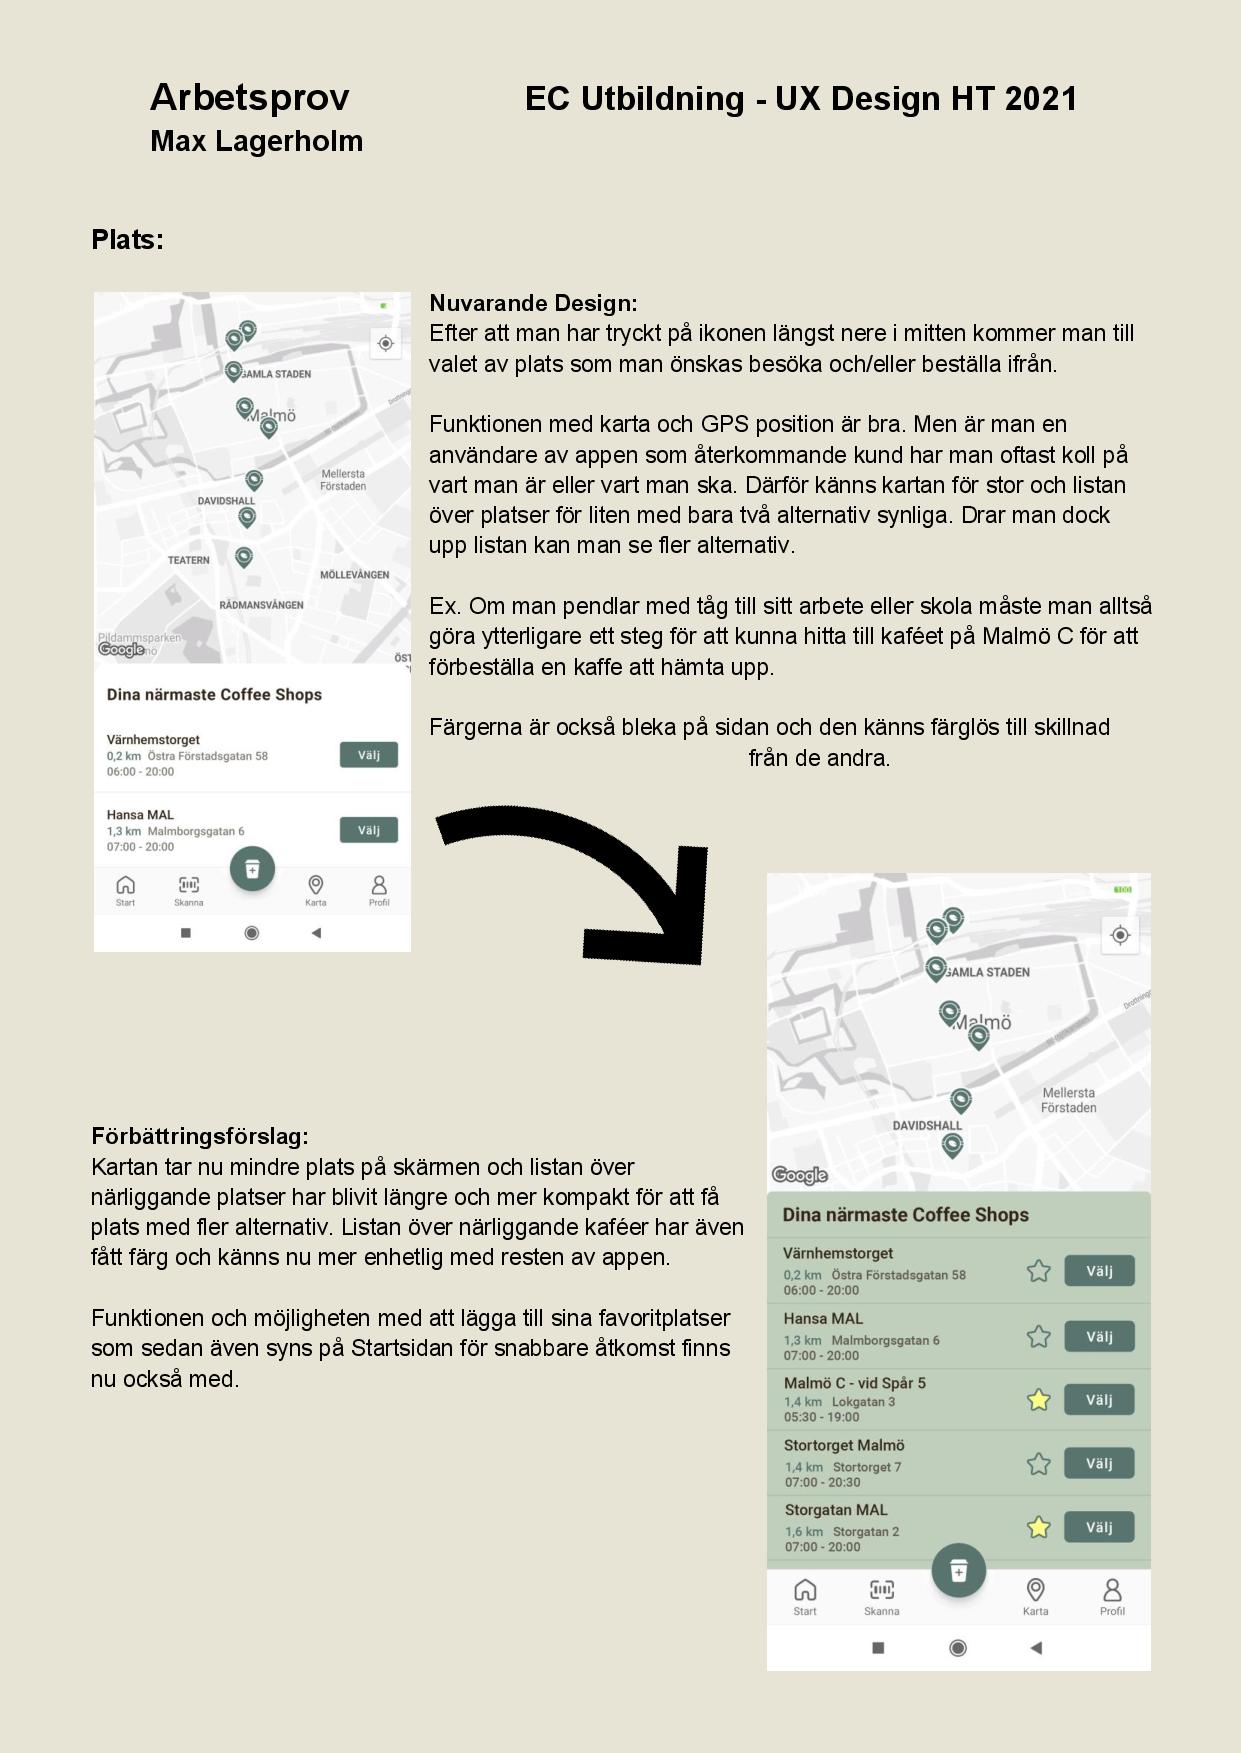 Arbetsprov
Max Lagerholm
EC Utbildning - UX Design HT 2021
Plats:
GAMLA STADEN
Malmö
Mellersta
Förstaden
DAVIDSHALL
TEATERN
MÖLLEVÅNGEN
RÅDMANSVÅNGEN
Pildammsparken
Google
ÖST
Dina närmaste Coffee Shops
Värnhemstorget
0,2 km Östra Förstadsgatan 58
06:00 - 20:00
Välj
Hansa MAL
1,3 km Malmborgsgatan 6
07:00 - 20:00
Välj
Start
Skanna
Karta
Profil
Nuvarande Design:
Efter att man har tryckt på ikonen längst nere i mitten kommer man till
valet av plats som man önskas besöka och/eller beställa ifrån.
Funktionen med karta och GPS position är bra. Men är man en
användare av appen som återkommande kund har man oftast koll på
vart man är eller vart man ska. Därför känns kartan för stor och listan
över platser för liten med bara två alternativ synliga. Drar man dock
upp listan kan man se fler alternativ.
Ex. Om man pendlar med tåg till sitt arbete eller skola måste man alltså
göra ytterligare ett steg för att kunna hitta till kaféet på Malmö C för att
förbeställa en kaffe att hämta upp.
Färgerna är också bleka på sidan och den känns färglös till skillnad
från de andra.
Förbättringsförslag:
Kartan tar nu mindre plats på skärmen och listan över
närliggande platser har blivit längre och mer kompakt för att få
plats med fler alternativ. Listan över närliggande kaféer har även
fått färg och känns nu mer enhetlig med resten av appen.
Funktionen och möjligheten med att lägga till sina favoritplatser
som sedan även syns på Startsidan för snabbare åtkomst finns
nu också med.
100
GAMLA STADEN
Malmö
Mellersta
Förstaden
DAVIDSHALL
Google
Dina närmaste Coffee Shops
Värnhemstorget
0,2 km Östra Förstadsgatan 58
06:00 - 20:00
Välj
Hansa MAL
1,3 km Malmborgsgatan 6
07:00 - 20:00
Välj
Malmö C - vid Spår 5
1,4 km Lokgatan 3
05:30 - 19:00
Välj
Stortorget Malmö
1,4 km Stortorget 7
07:00 - 20:30
Välj
Storgatan MAL
1,6 km Storgatan 2
07:00 - 20:00
Välj
Start
Skanna
Karta
Profil